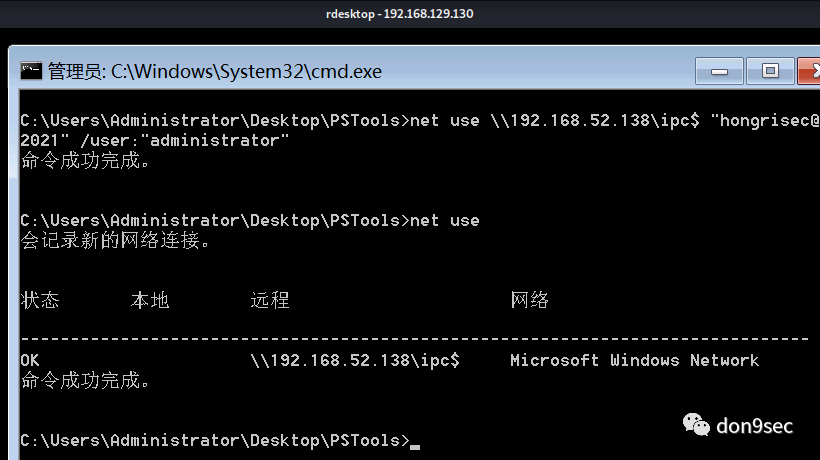 rdesktop - 192.168.129.130
管理员: C:\Windows\System32\cmd.exe
C:\Users\Administrator\Desktop\PSTools>net use \\192.168.52.138\ipc$ "hongrisec@
2021" /user:"administrator"
命令成功完成。
C:\Users\Administrator\Desktop\PSTools>net use
会记录新的网络连接。
状态 本地 远程 网络
-------------------------------------------------------------------------------
OK \\192.168.52.138\ipc$ Microsoft Windows Network
命令成功完成。
C:\Users\Administrator\Desktop\PSTools>_
don9sec